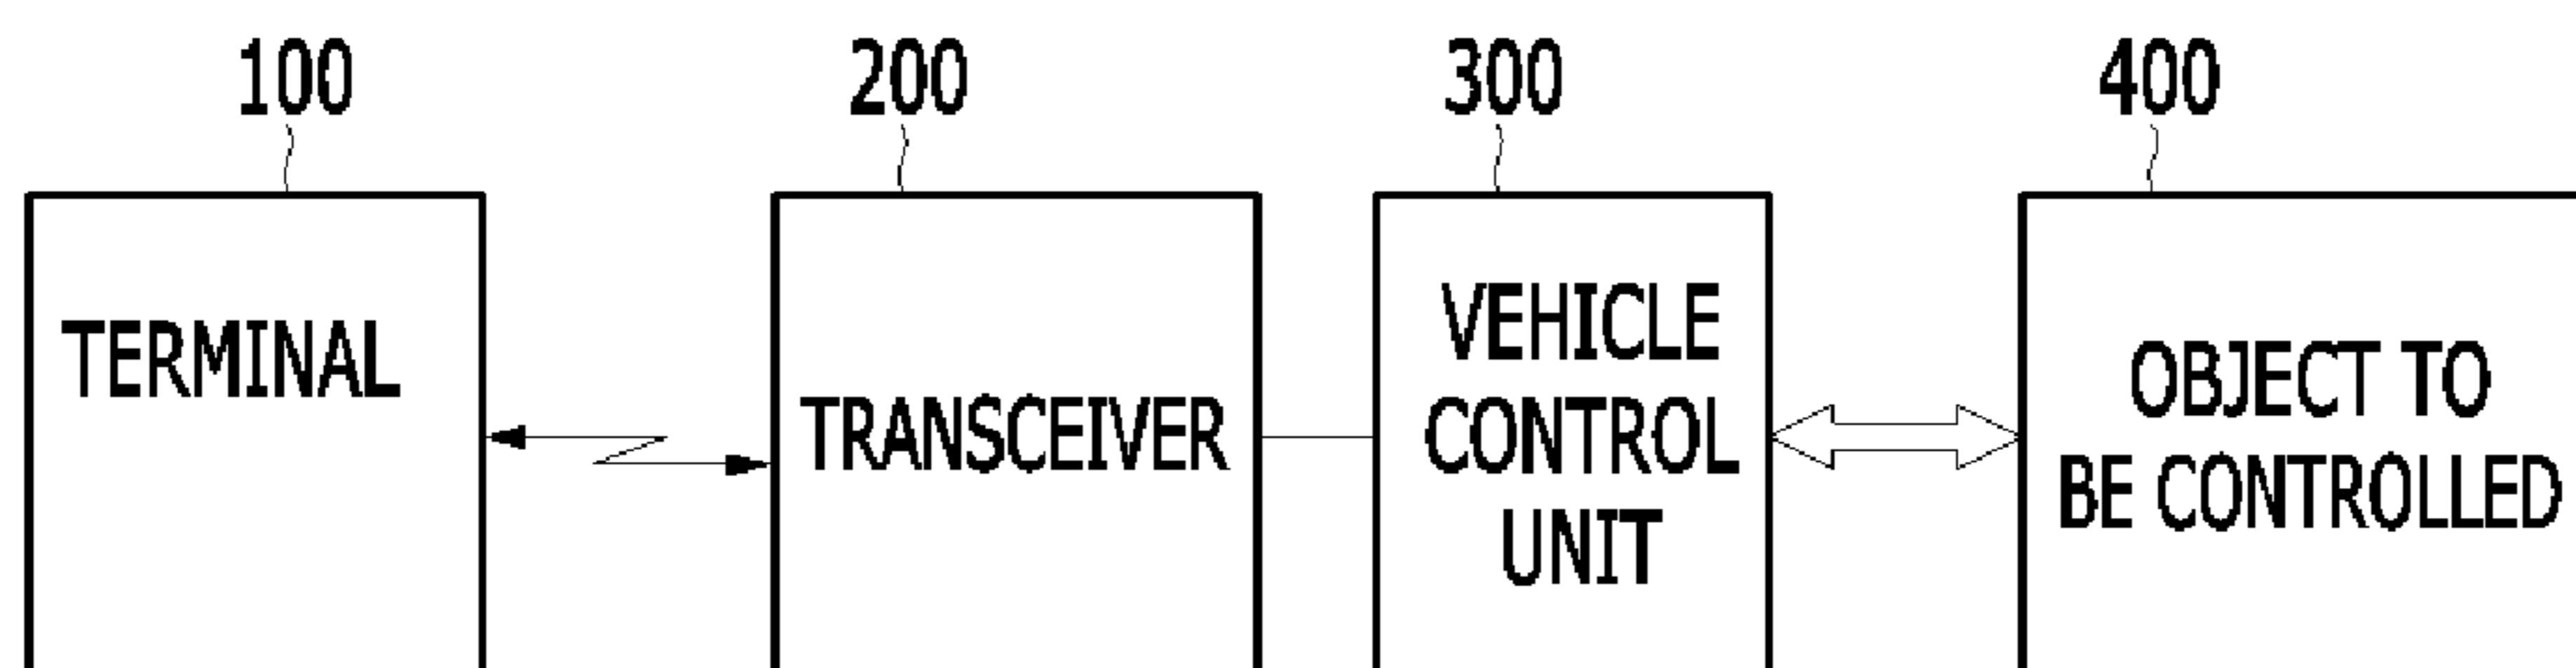 100
200
300
400
TERMINAL
TRANSCEIVER
VEHICLE
CONTROL
UNIT
OBJECT TO
BE CONTROLLED